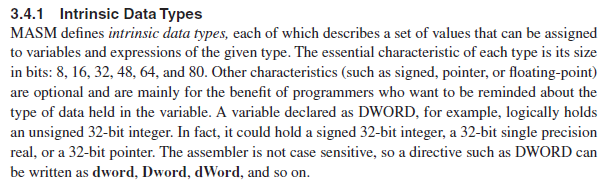 3.4.1 Intrinsic Data Types
MASM defines intrinsic data types, each of which describes a set of values that can be assigned
to variables and expressions of the given type. The essential characteristic of each type is its size
in bits: 8, 16, 32, 48, 64, and 80. Other characteristics (such as signed, pointer, or floating-point)
are optional and are mainly for the benefit of programmers who want to be reminded about the
type of data held in the variable. A variable declared as DWORD, for example, logically holds
an unsigned 32-bit integer. In fact, it could hold a signed 32-bit integer, a 32-bit single precision
real, or a 32-bit pointer. The assembler is not case sensitive, so a directive such as DWORD can
be written as dword, Dword, dWord, and so on.